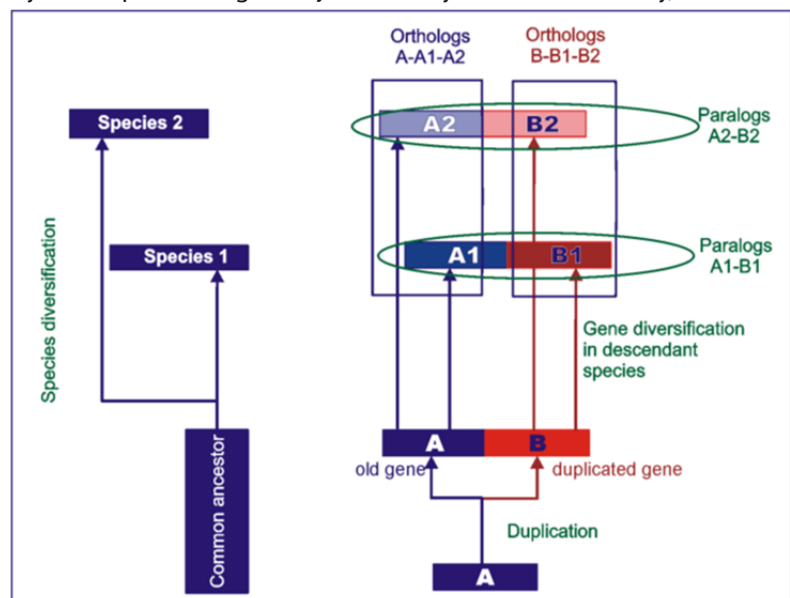 Orthologs
A-A1-A2
Orthologs
B-B1-B2
Species 2
A2
B2
Paralogs
A2-B2
Species 1
A1
B1
Paralogs
A1-B1
Species diversification
Gene diversification
in descendant
species
Common ancestor
A
B
old gene
duplicated gene
Duplication
A